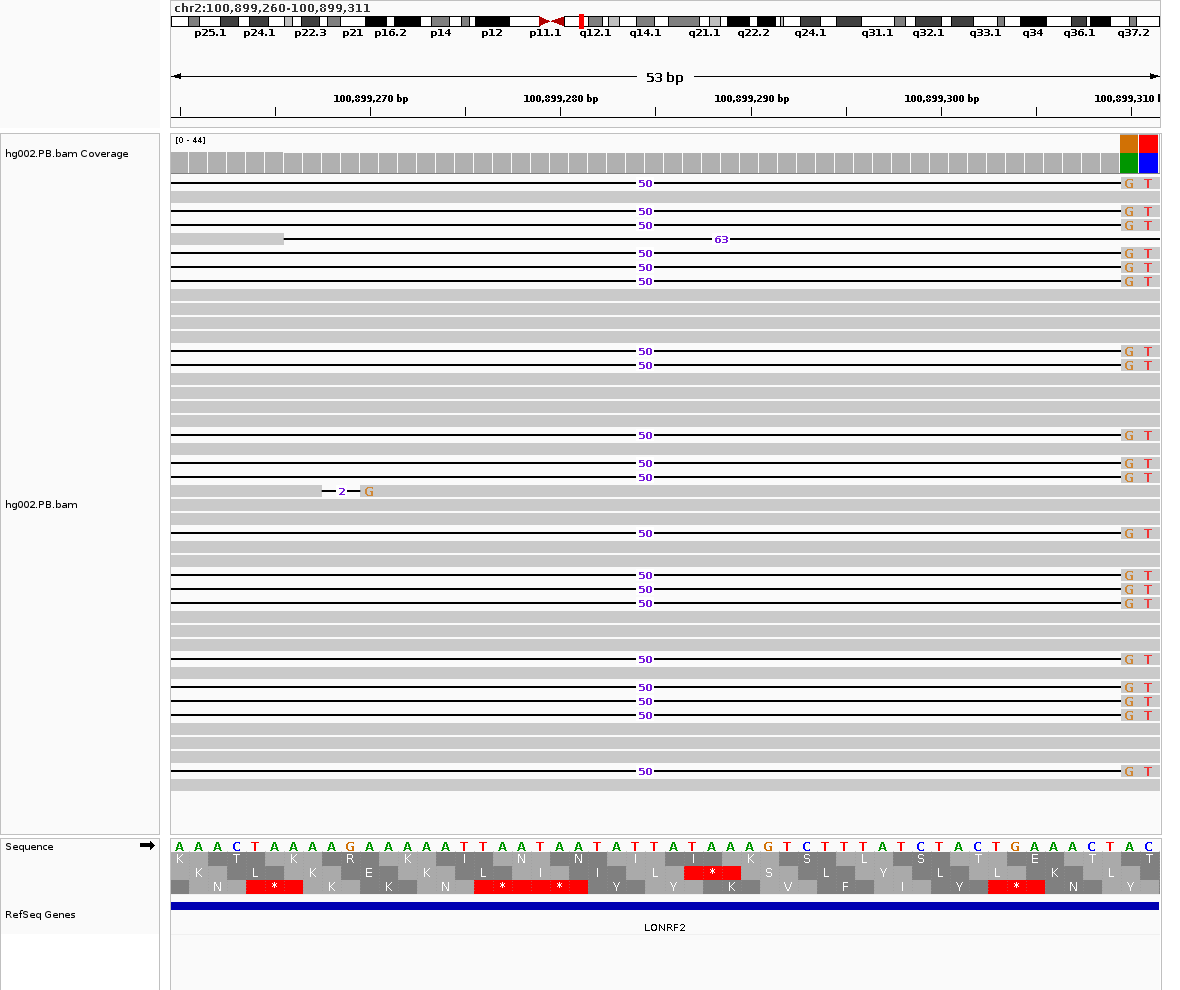 chr2:100,899,260-100,899,311
p25.1 p24.1 p22.3 p21 p16.2 p14 p12 p11.1 q12.1 q14.1 q21.1 q22.2 q24.1 q31.1 q32.1 q33.1 q34 q36.1 q37.2
53 bp
100,899,270 bp 100,899,280 bp 100,899,290 bp 100,899,300 bp 100,899,310 b
hg002.PB.bam Coverage
[0 - 44]
50 G T
50 G T
50 G T
63
50 G T
50 G T
50 G T
50 G T
50 G T
50 G T
50 G T
50 G T
2 G
hg002.PB.bam
50 G T
50 G T
50 G T
50 G T
50 G T
50 G T
50 G T
50 G T
50 G T
Sequence
A A A C T A A A A G A A A A A T T A A T A A T A T T A T A A A G T C T T T A T C T A C T G A A A C T A C
K T K R K I N N I I K S L S T E T T
K L K E K L I I L * S L Y L L K L
N * K K N * * Y Y K V F I Y * N Y
RefSeq Genes
LONRF2